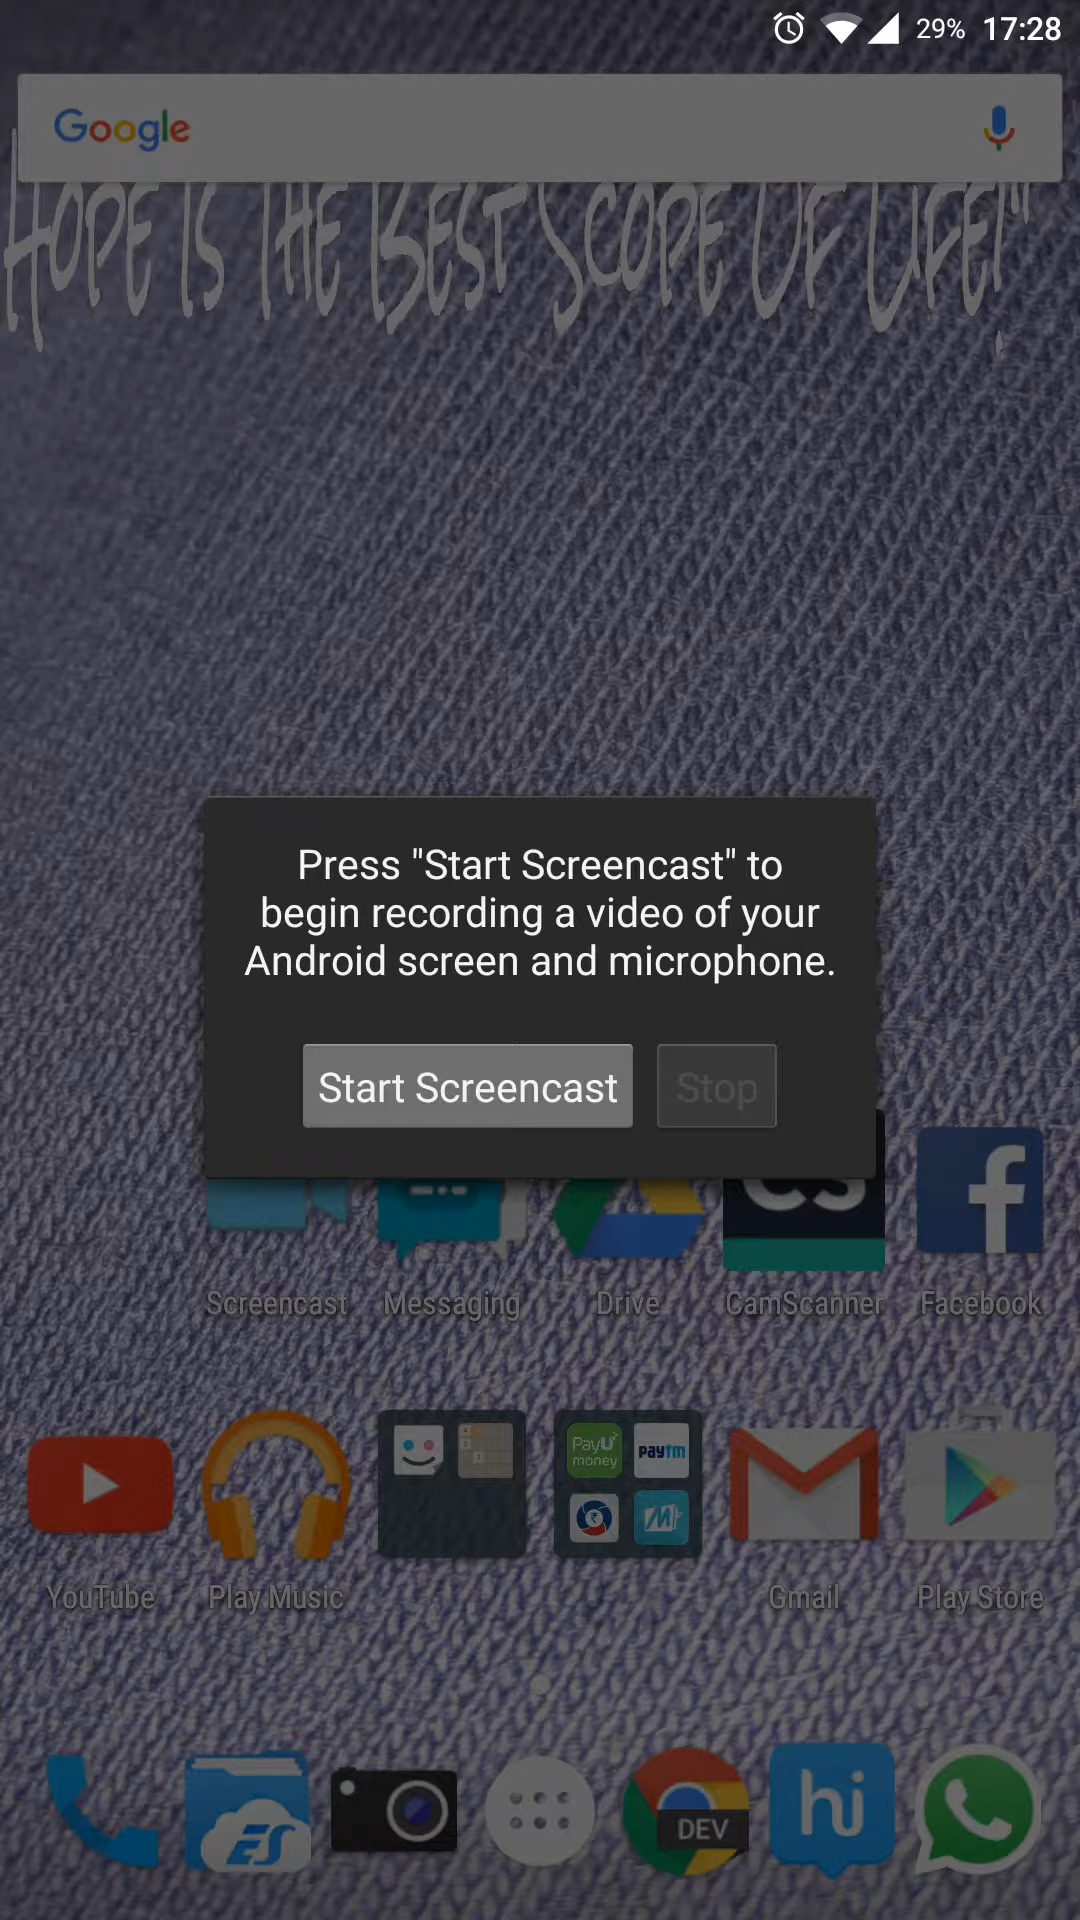 29% 17:28
Google
HOPE IS THE BEST SCOPE OF LIFE!"
Press "Start Screencast" to
begin recording a video of your
Android screen and microphone.
Start Screencast Stop
CS
f
Screencast Messaging Drive CamScanner Facebook
PayU
money
paytm
YouTube Play Music Gmail Play Store
ES
DEV
hi